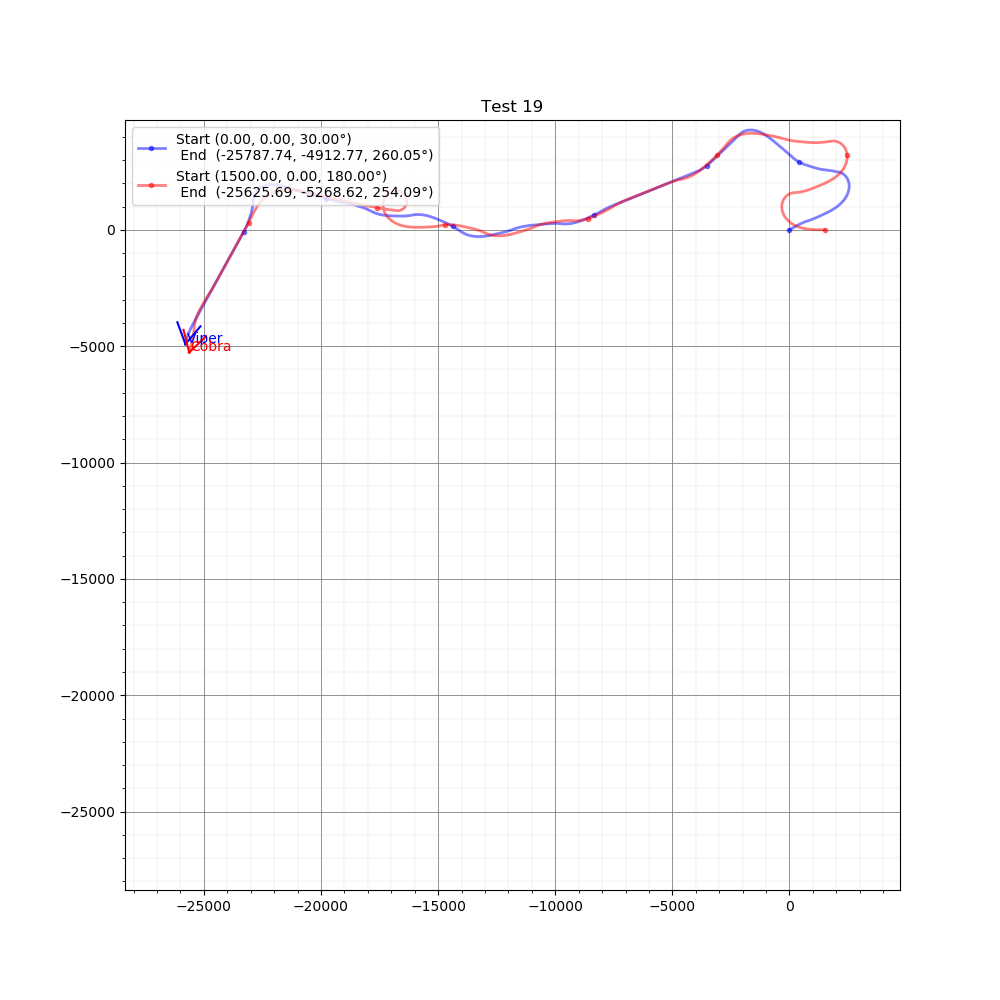 Test 19
Start (0.00, 0.00, 30.00°)
End  (-25787.74, -4912.77, 260.05°)
Start (1500.00, 0.00, 180.00°)
End  (-25625.69, -5268.62, 254.09°)
0
−5000
−10000
−15000
−20000
−25000
Viper
Cobra
−25000 −20000 −15000 −10000 −5000 0